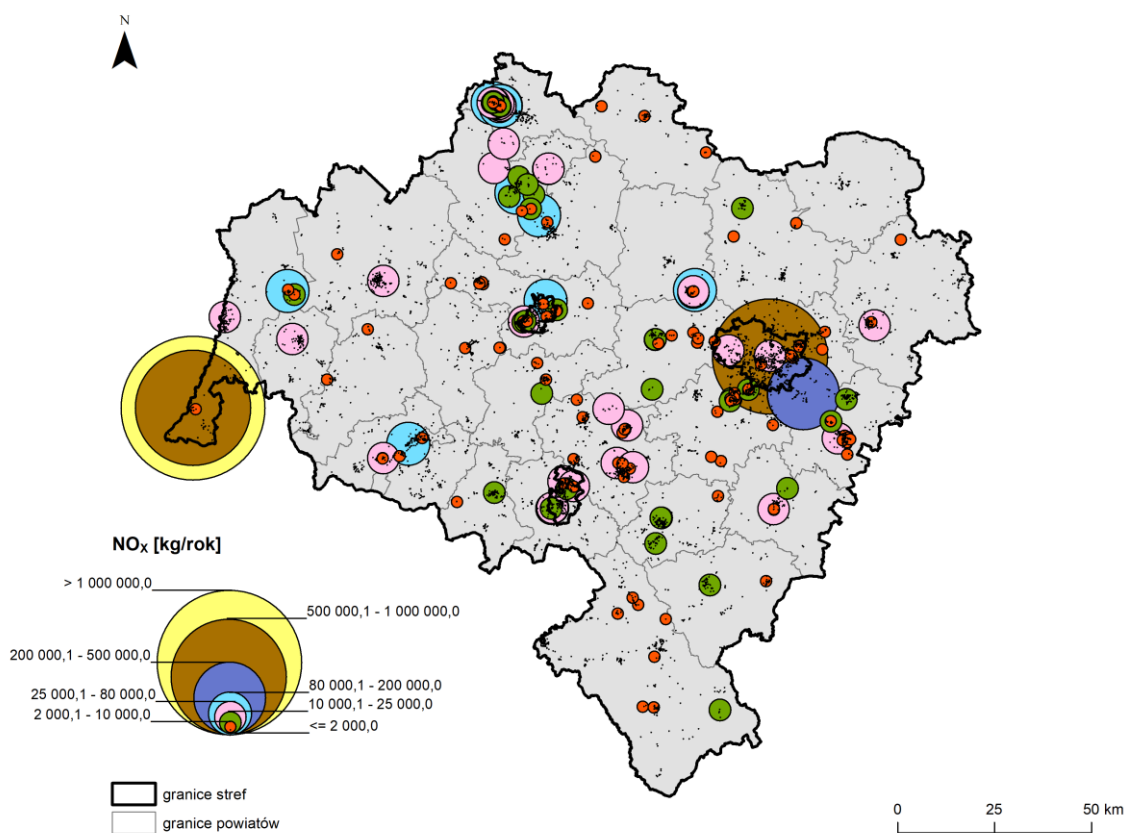 N
NOx [kg/rok]
> 1 000 000,0
500 000,1 - 1 000 000,0
200 000,1 - 500 000,0
80 000,1 - 200 000,0
25 000,1 - 80 000,0
10 000,1 - 25 000,0
2 000,1 - 10 000,0
<= 2 000,0
granice stref
granice powiatów
0 25 50 km